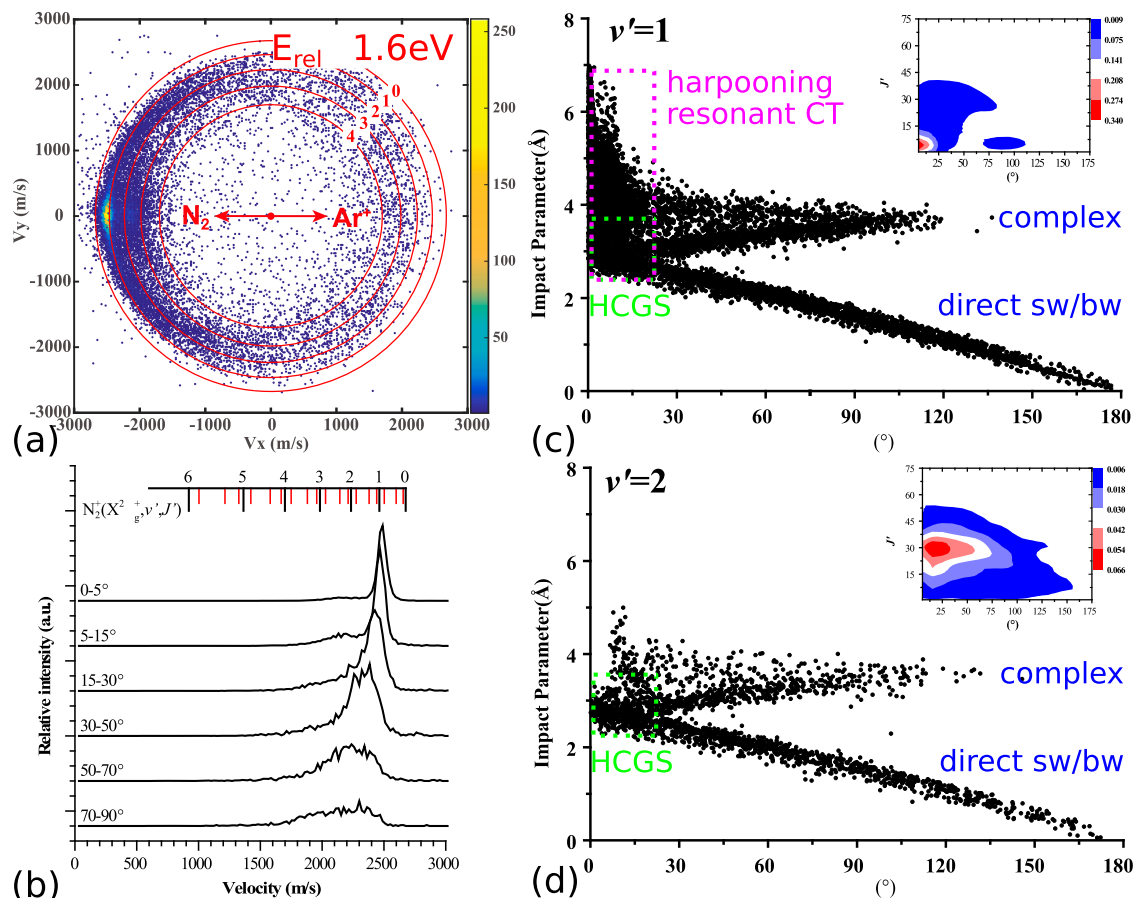 3000
2000
1000
0
-1000
-2000
-3000
Vy (m/s)
E_rel 1.6eV
0
1
2
3
4
N₂
Ar⁺
-3000 -2000 -1000 0 1000 2000 3000
Vx (m/s)
250
200
150
100
50
(a)
6 5 4 3 2 1 0
N₂⁺(X² ⁺g,v',J')
0-5°
5-15°
15-30°
30-50°
50-70°
70-90°
Relative intensity (a.u.)
0 500 1000 1500 2000 2500 3000
Velocity (m/s)
(b)
v'=1
8
6
4
2
0
Impact Parameter(Å)
harpooning
resonant CT
HCGS
complex
direct sw/bw
0 30 60 90 120 150 180
(°)
75
60
45
30
15
J'
25 50 75 100 125 150 175
(°)
0.009
0.075
0.141
0.208
0.274
0.340
(c)
v'=2
8
6
4
2
0
Impact Parameter(Å)
HCGS
complex
direct sw/bw
0 30 60 90 120 150 180
(°)
75
60
45
30
15
J'
25 50 75 100 125 150 175
(°)
0.006
0.018
0.030
0.042
0.054
0.066
(d)